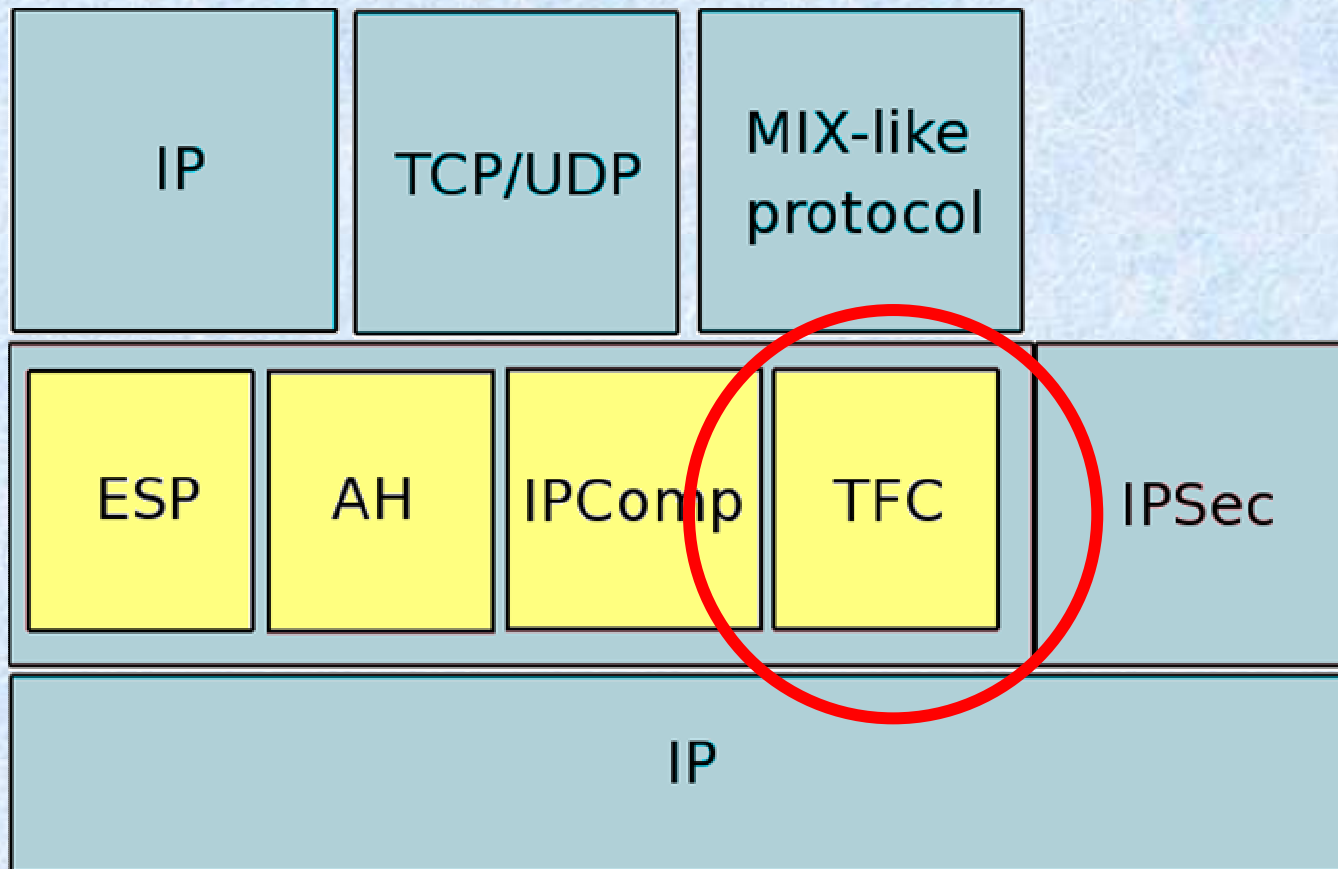 IP
TCP/UDP
MIX-like
protocol
ESP
AH
IPComp
TFC
IPSec
IP